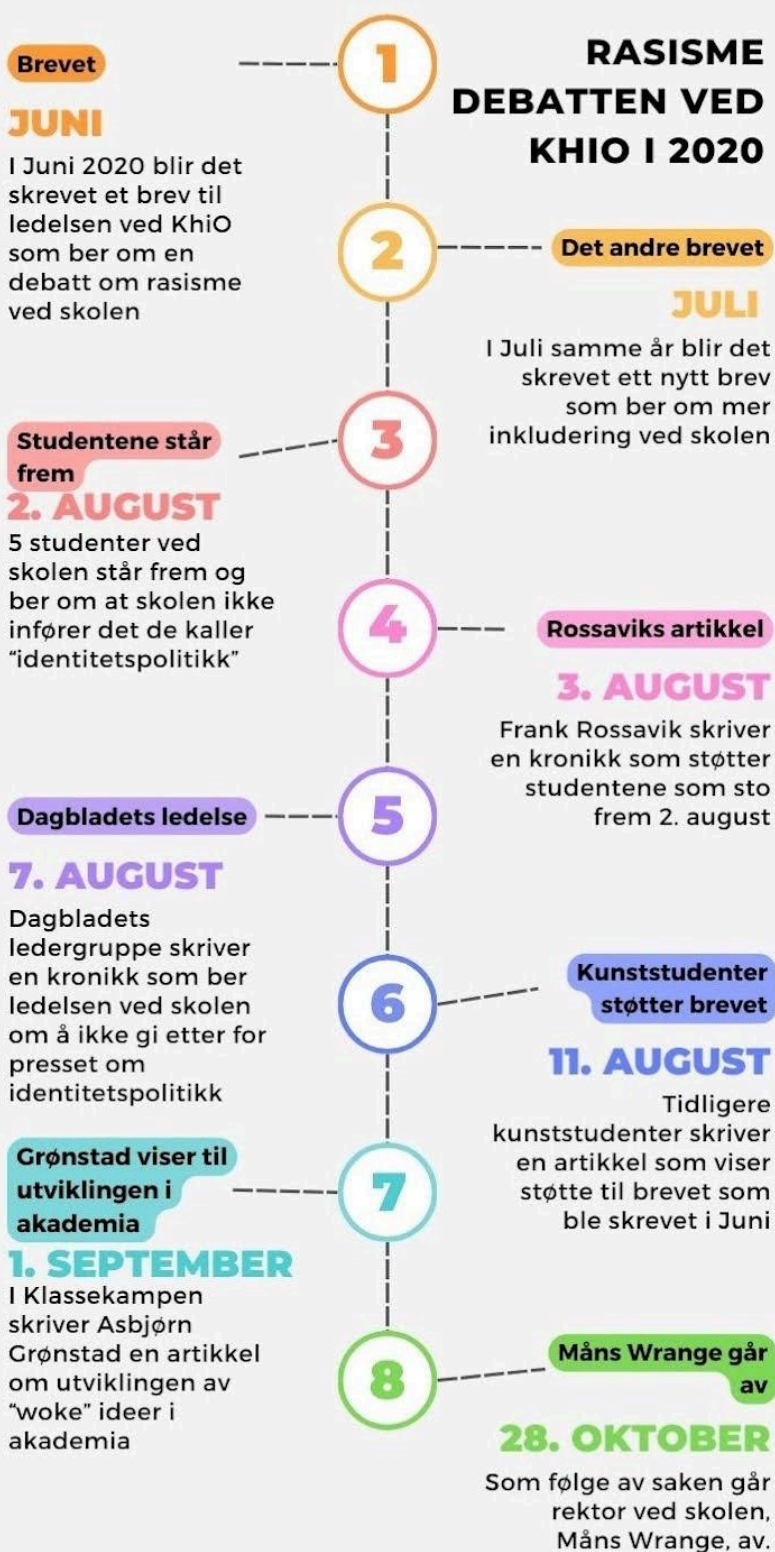 RASISME
DEBATTEN VED
KHIO I 2020
1
Brevet
JUNI
I Juni 2020 blir det
skrevet et brev til
ledelsen ved KhiO
som ber om en
debatt om rasisme
ved skolen
2
Det andre brevet
JULI
I Juli samme år blir det
skrevet ett nytt brev
som ber om mer
inkludering ved skolen
3
Studentene står
frem
2. AUGUST
5 studenter ved
skolen står frem og
ber om at skolen ikke
infører det de kaller
“identitetspolitikk”
4
Rossaviks artikkel
3. AUGUST
Frank Rossavik skriver
en kronikk som støtter
studentene som sto
frem 2. august
5
Dagbladets ledelse
7. AUGUST
Dagbladets
ledergruppe skriver
en kronikk som ber
ledelsen ved skolen
om å ikke gi etter for
presset om
identitetspolitikk
6
Kunststudenter
støtter brevet
11. AUGUST
Tidligere
kunststudenter skriver
en artikkel som viser
støtte til brevet som
ble skrevet i Juni
7
Grønstad viser til
utviklingen i
akademia
1. SEPTEMBER
I Klassekampen
skriver Asbjørn
Grønstad en artikkel
om utviklingen av
“woke” ideer i
akademia
8
Måns Wrange går
av
28. OKTOBER
Som følge av saken går
rektor ved skolen,
Måns Wrange, av.